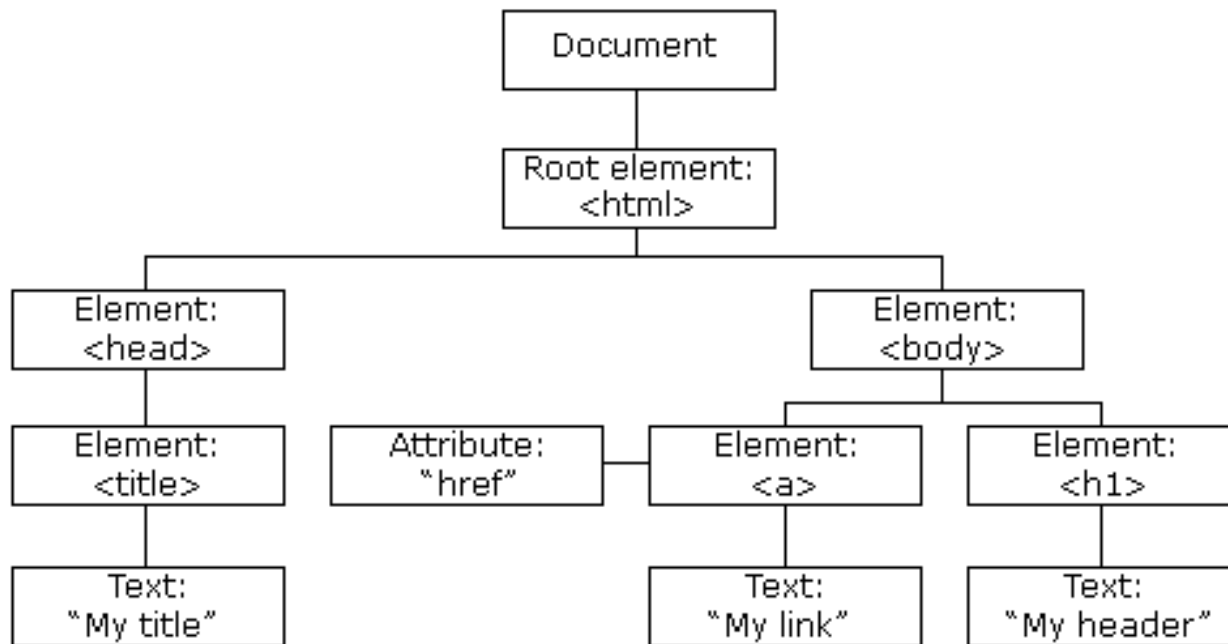 Document
Root element:
<html>
Element:
<head>
Element:
<body>
Element:
<title>
Attribute:
“href”
Element:
<a>
Element:
<h1>
Text:
“My title”
Text:
“My link”
Text:
“My header”